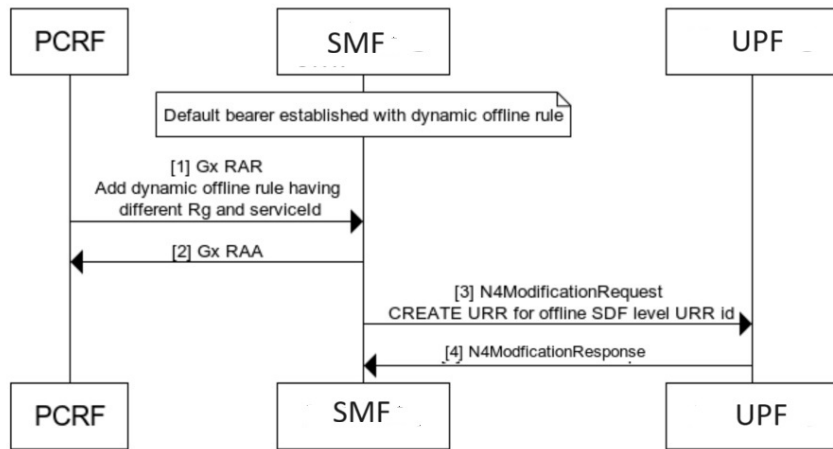 PCRF
SMF
UPF
Default bearer established with dynamic offline rule
[1] Gx RAR
Add dynamic offline rule having
different Rg and serviceId
[2] Gx RAA
[3] N4ModificationRequest
CREATE URR for offline SDF level URR id
[4] N4ModficationResponse
PCRF
SMF
UPF